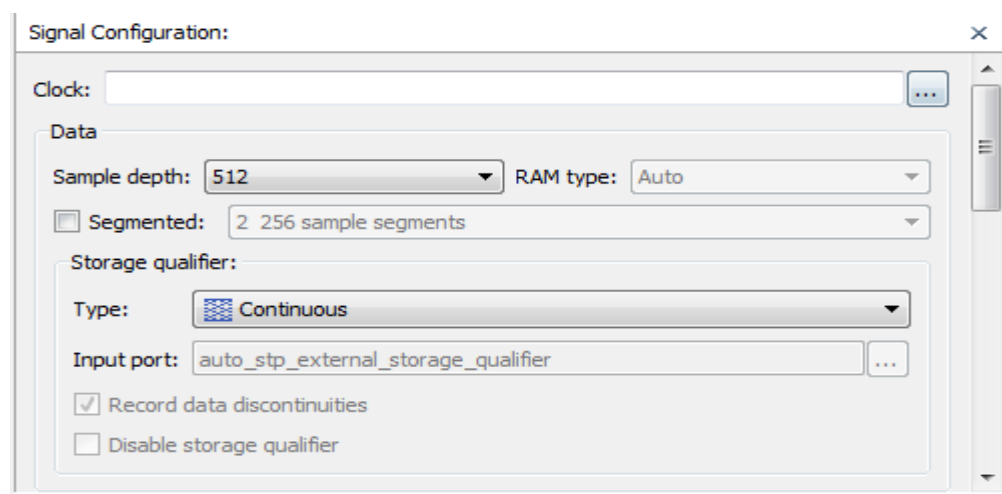 Signal Configuration:
Clock:
...
Data
Sample depth: 512 RAM type: Auto
Segmented: 2 256 sample segments
Storage qualifier:
Type: Continuous
Input port: auto_stp_external_storage_qualifier ...
Record data discontinuities
Disable storage qualifier